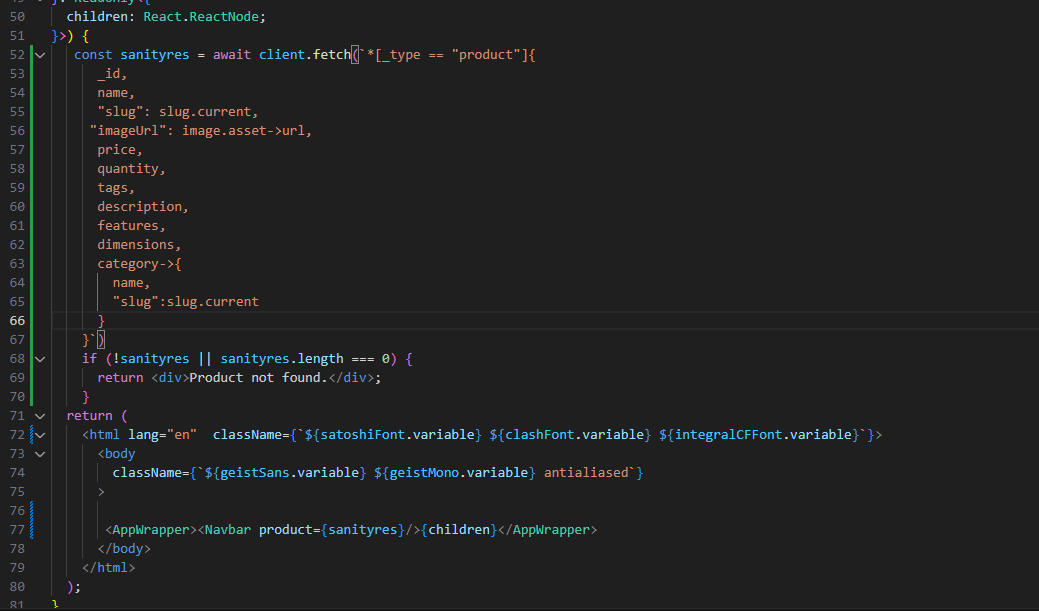 50 children: React.ReactNode;
51 }>) {
52 const sanityres = await client.fetch(`*[_type == "product"]{
53 _id,
54 name,
55 "slug": slug.current,
56 "imageUrl": image.asset->url,
57 price,
58 quantity,
59 tags,
60 description,
61 features,
62 dimensions,
63 category->{
64 name,
65 "slug":slug.current
66 }
67 }`)
68 if (!sanityres || sanityres.length === 0) {
69 return <div>Product not found.</div>;
70 }
71 return (
72 <html lang="en"  className={`${satoshiFont.variable} ${clashFont.variable} ${integralCFFont.variable}`}>
73 <body
74 className={`${geistSans.variable} ${geistMono.variable} antialiased`}
75 >
76
77 <AppWrapper><Navbar product={sanityres}/>{children}</AppWrapper>
78 </body>
79 </html>
80 );
81 }